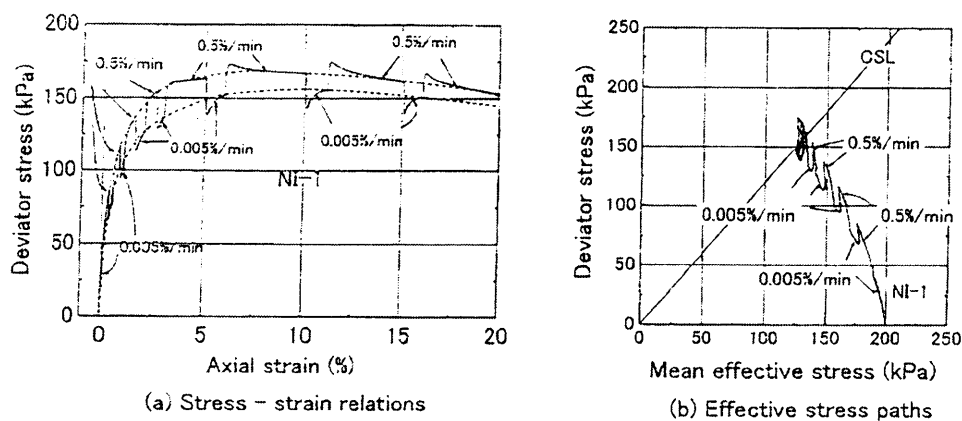 200
150
100
50
0
Deviator stress (kPa)
0.5%/min
0.5%/min
0.5%/min
0.005%/min
0.005%/min
0.005%/min
NI-1
0 5 10 15 20
Axial strain (%)
(a) Stress - strain relations
250
200
150
100
50
0
Deviator stress (kPa)
CSL
0.5%/min
0.005%/min
0.5%/min
0.005%/min
NI-1
0 50 100 150 200 250
Mean effective stress (kPa)
(b) Effective stress paths